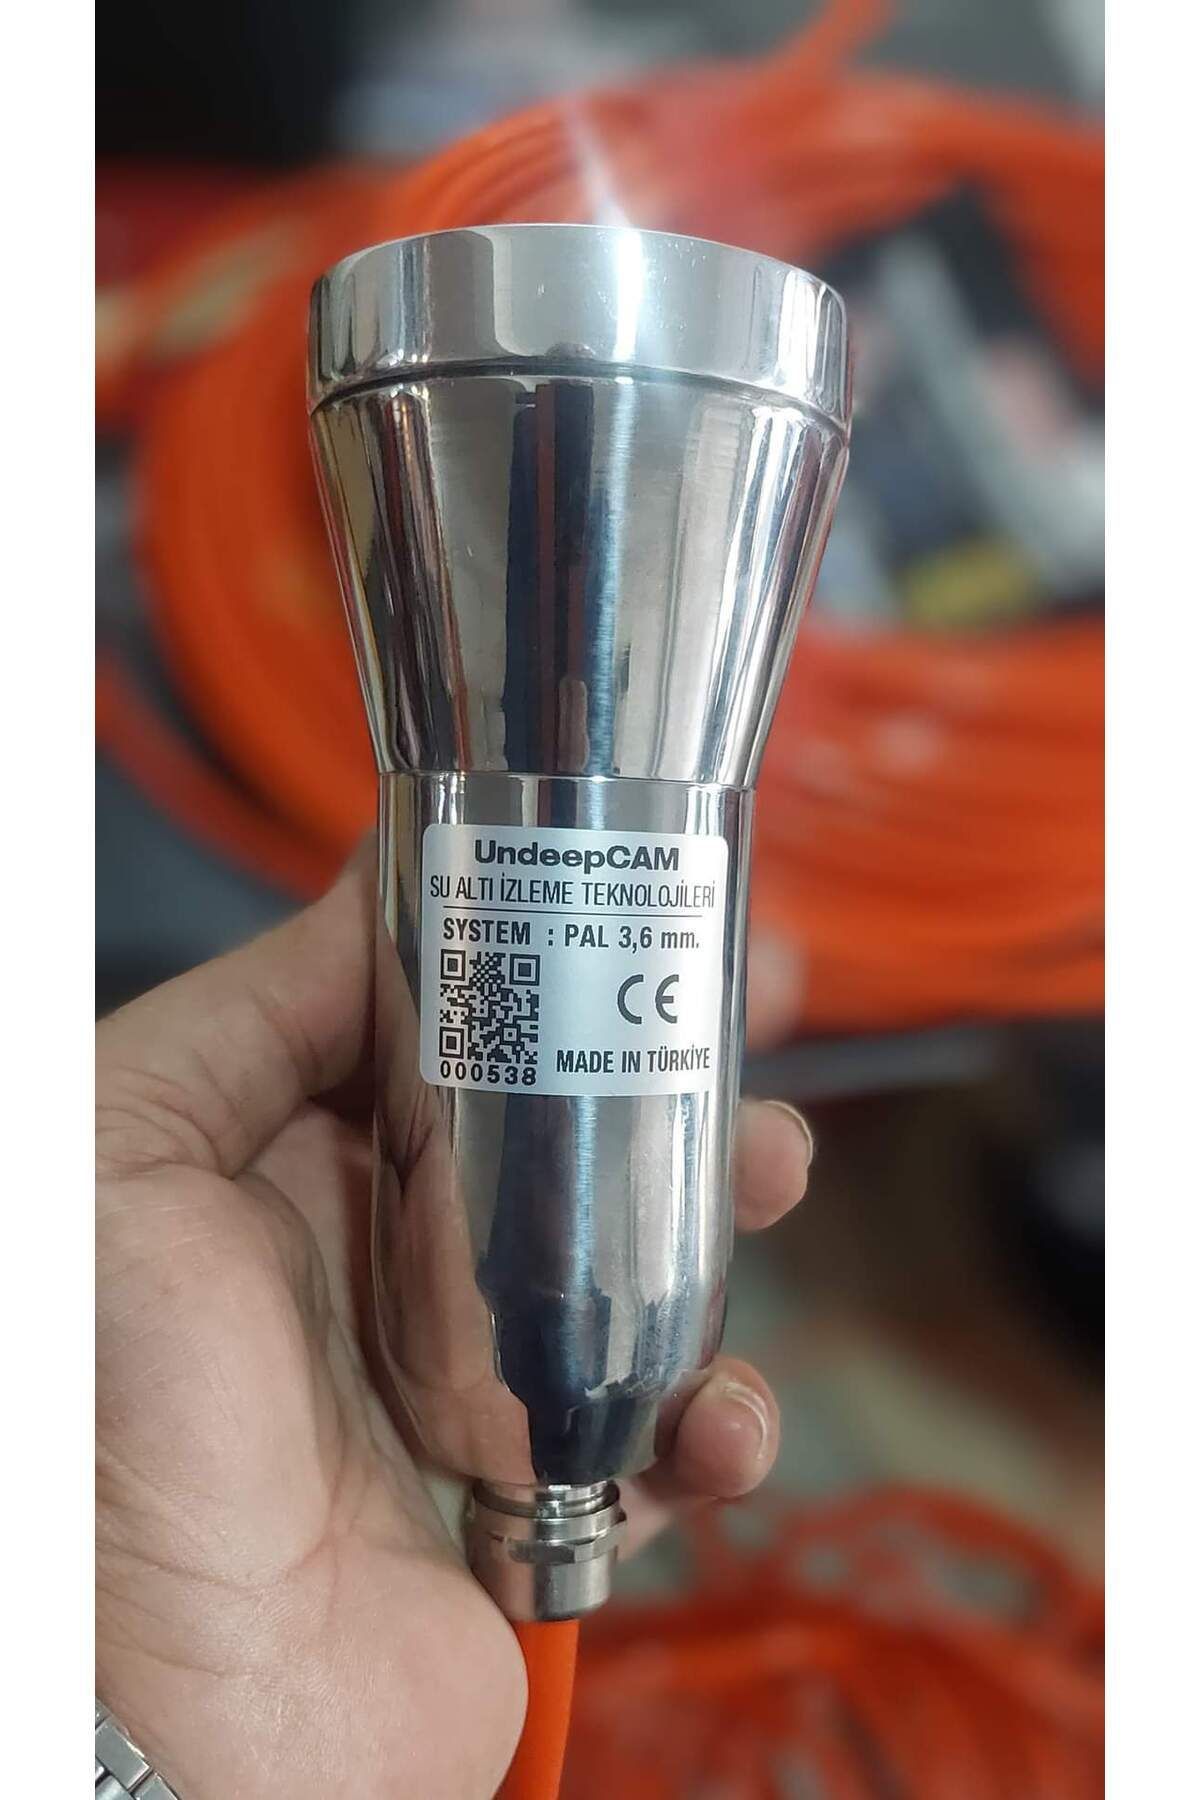 UndeepCAM
SU ALTI İZLEME TEKNOLOJİLERİ
SYSTEM : PAL 3,6 mm.
CE
000538
MADE IN TÜRKİYE